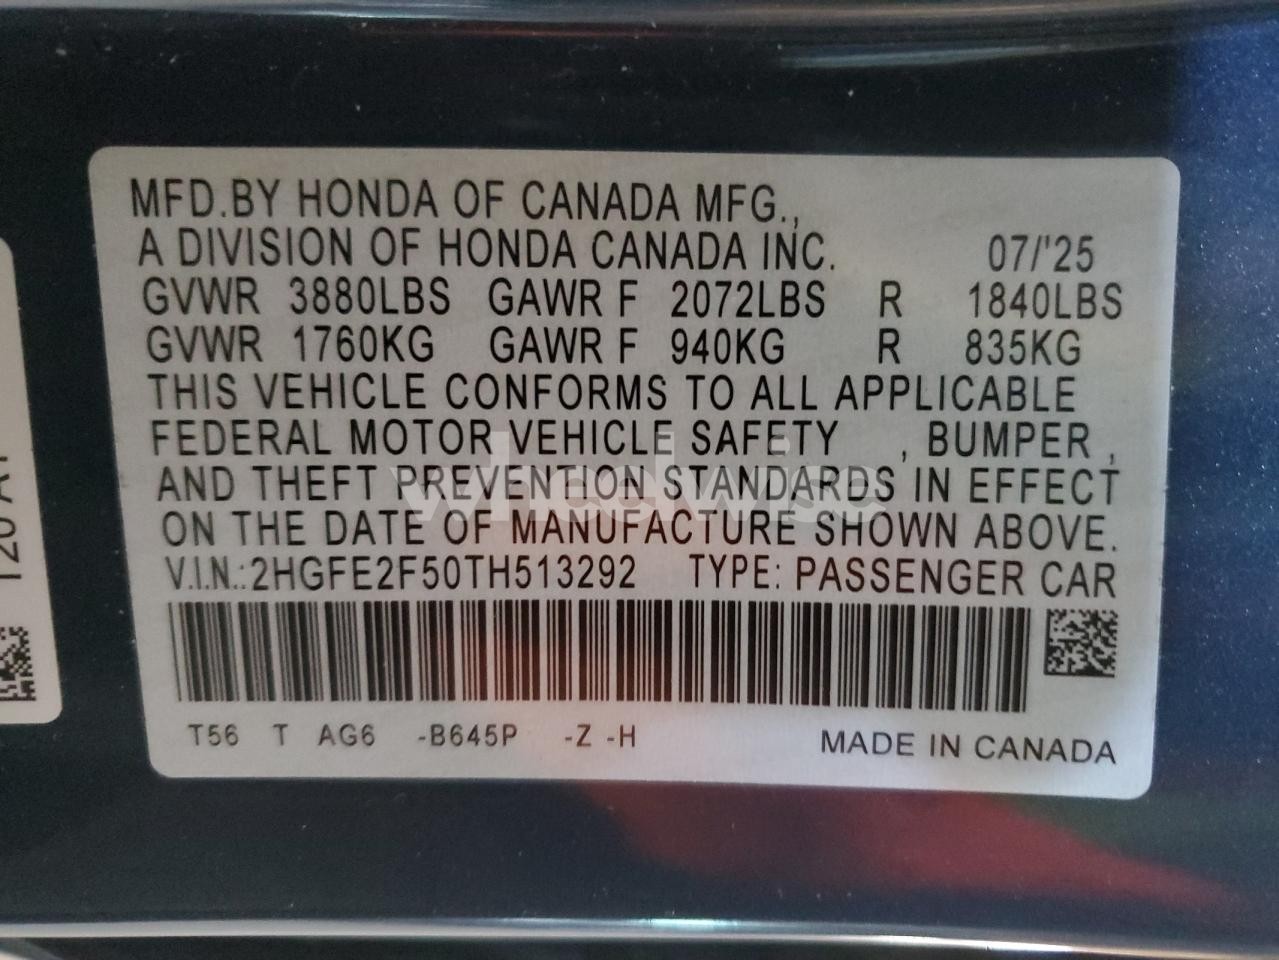 MFD.BY HONDA OF CANADA MFG.,
A DIVISION OF HONDA CANADA INC. 07/'25
GVWR 3880LBS GAWR F 2072LBS R 1840LBS
GVWR 1760KG GAWR F 940KG R 835KG
THIS VEHICLE CONFORMS TO ALL APPLICABLE
FEDERAL MOTOR VEHICLE SAFETY , BUMPER ,
AND THEFT PREVENTION STANDARDS IN EFFECT
ON THE DATE OF MANUFACTURE SHOWN ABOVE.
wheelwise
V.I.N.:2HGFE2F50TH513292 TYPE: PASSENGER CAR
T56 T AG6 -B645P -Z -H MADE IN CANADA